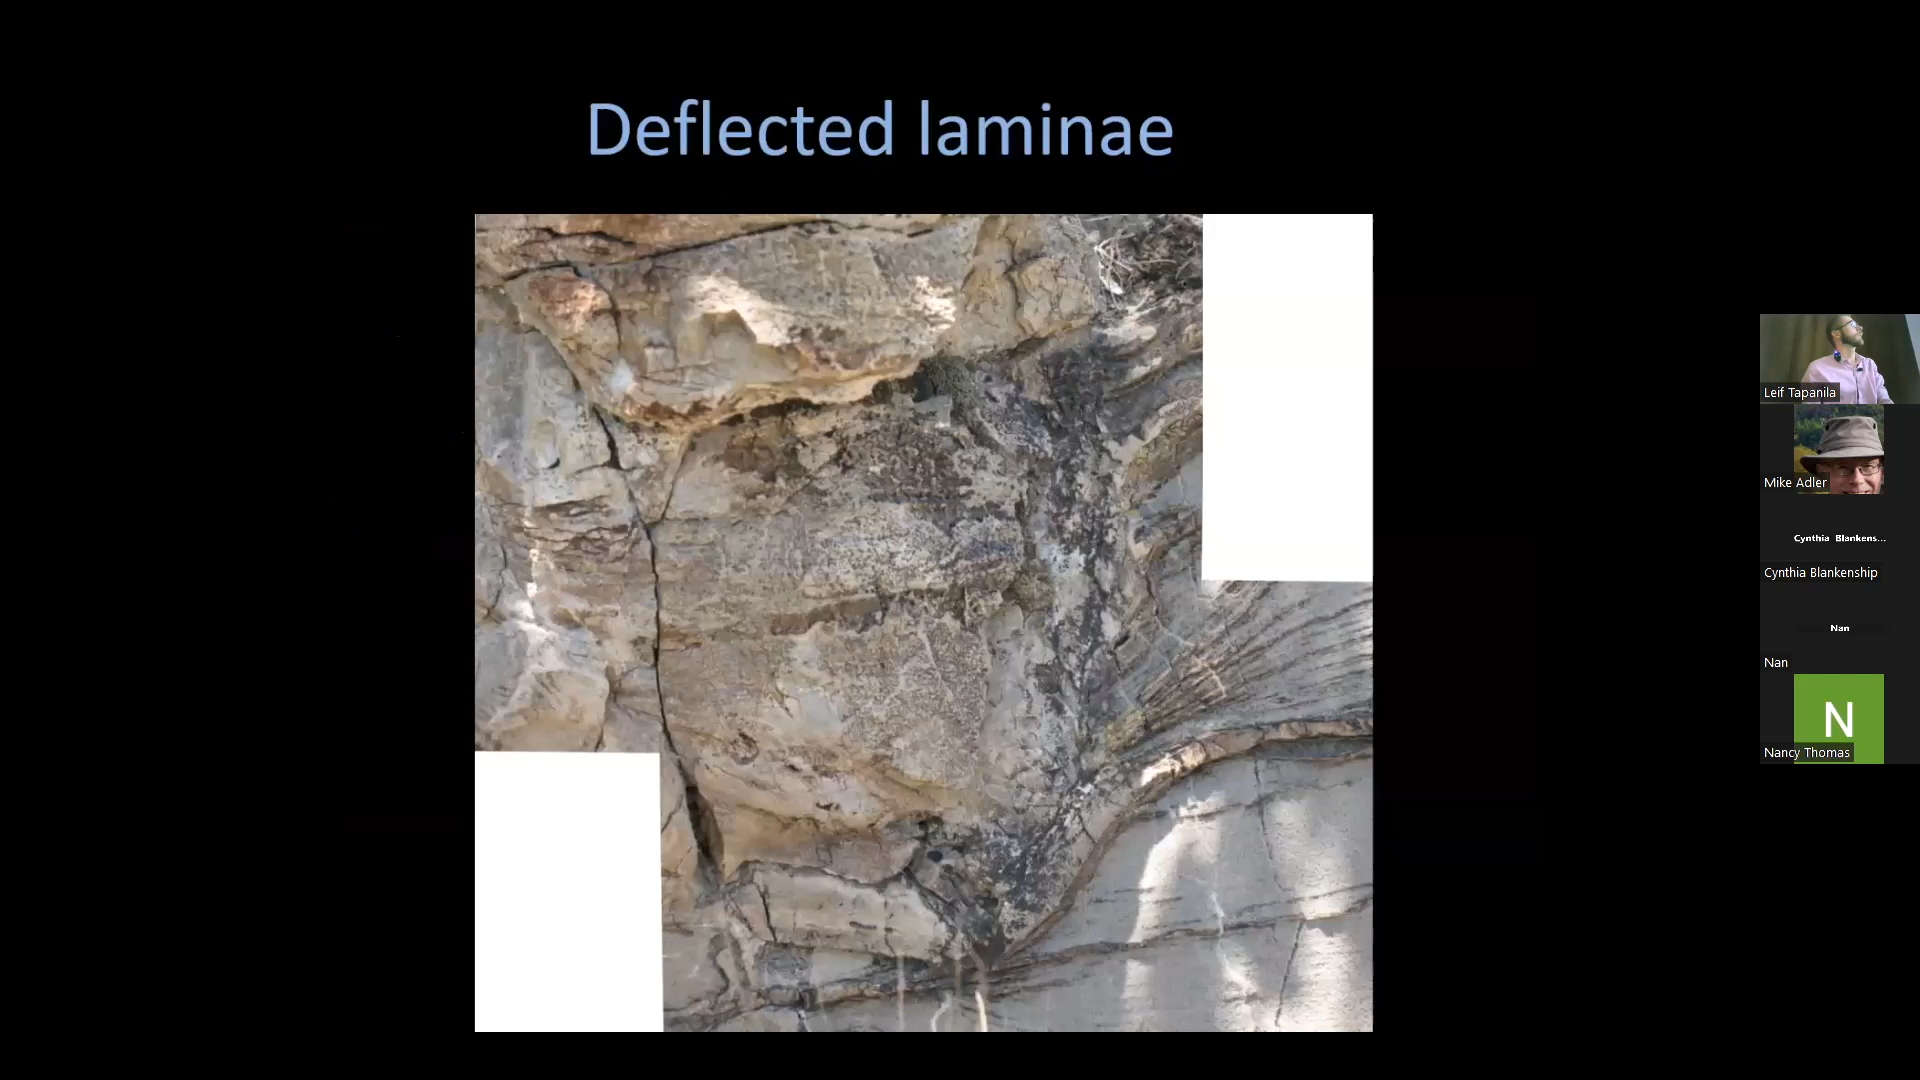 Deflected laminae
Leif Tapanila
Mike Adler
Cynthia Blankens...
Cynthia Blankenship
Nan
Nan
N
Nancy Thomas